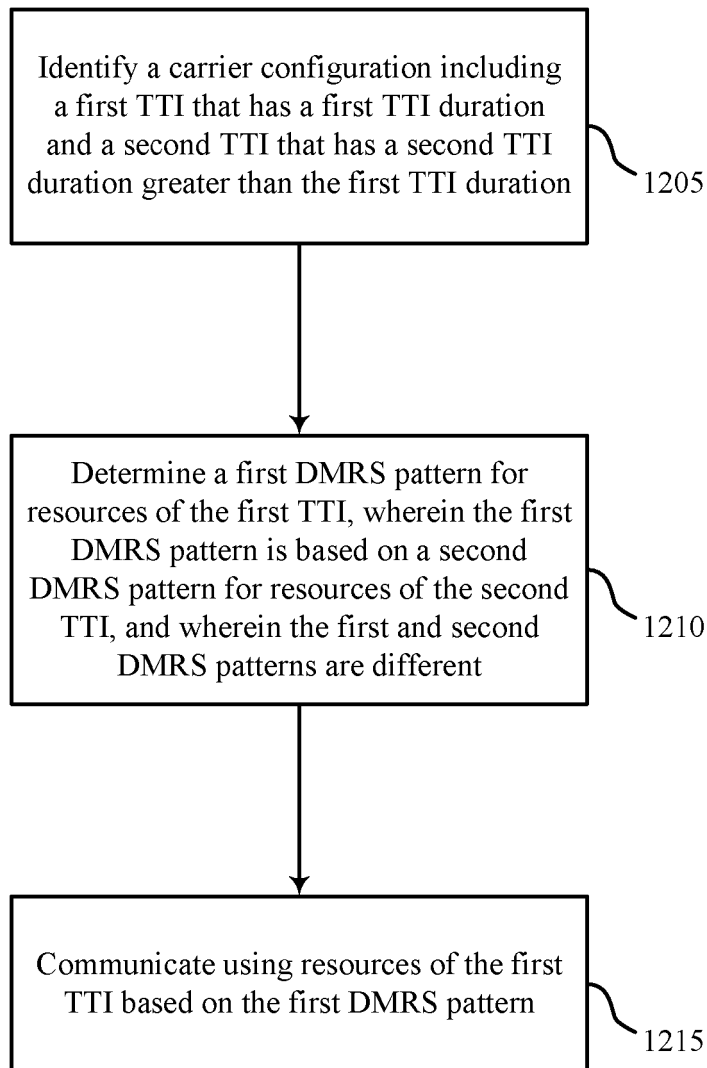 Identify a carrier configuration including
a first TTI that has a first TTI duration
and a second TTI that has a second TTI
duration greater than the first TTI duration
1205
Determine a first DMRS pattern for
resources of the first TTI, wherein the first
DMRS pattern is based on a second
DMRS pattern for resources of the second
TTI, and wherein the first and second
DMRS patterns are different
1210
Communicate using resources of the first
TTI based on the first DMRS pattern
1215